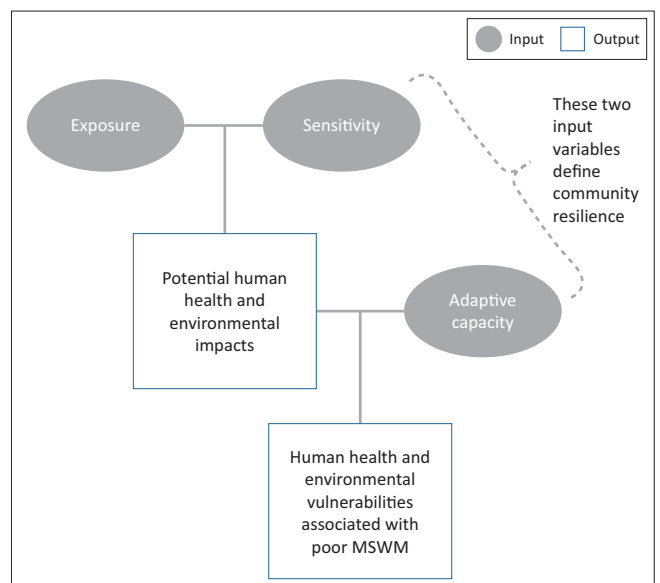 Input
Output
Exposure
Sensitivity
These two
input
variables
define
community
resilience
Potential human
health and
environmental
impacts
Adaptive
capacity
Human health and
environmental
vulnerabilities
associated with
poor MSWM